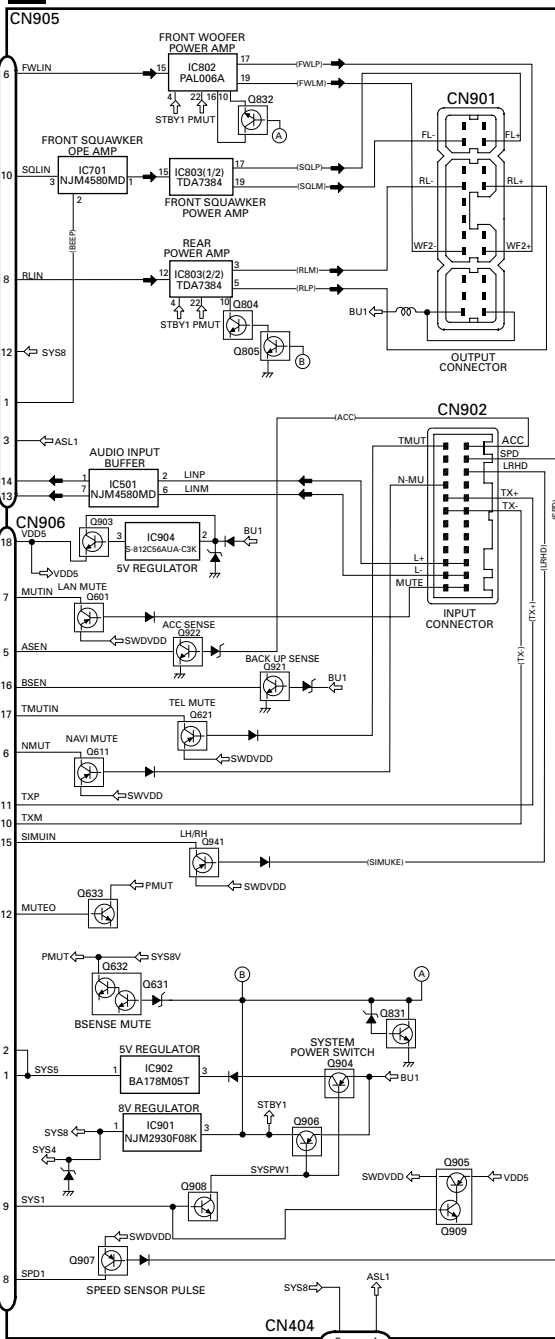 CN905
FRONT WOOFER
POWER AMP
6 FWLIN
15 IC802 17
PAL006A 19
(FWLP)
(FWLM)
4 22 16 10
STBY1 PMUT
Q832
A
CN901
FL- FL+
RL- RL+
WF2- WF2+
BU1
OUTPUT
CONNECTOR
FRONT SQUAWKER
OPE AMP
10 SQLIN
3 IC701 1
NJM4580MD
2
15 IC803(1/2) 17
TDA7384 19
(SQLP)
(SQLM)
FRONT SQUAWKER
POWER AMP
(BEEP)
REAR
POWER AMP
8 RLIN
12 IC803(2/2) 3
TDA7384 5
(RLM)
(RLP)
4 22 10
STBY1 PMUT
Q804
Q805
B
12 SYS8
1
3 ASL1
(ACC)
CN902
TMUT ACC
SPD
LRHD
N-MU
TX+
TX-
L+
L-
MUTE
INPUT
CONNECTOR
(SPD)
(LRHD)
(TX+)
(TX-)
AUDIO INPUT
BUFFER
14 1 IC501 2 LINP
13 7 NJM4580MD 6 LINM
CN906
18 VDD5
Q903
3 IC904 2
S-812C56AUA-C3K
5V REGULATOR
BU1
VDD5
7 MUTIN
LAN MUTE
Q601
SWDVDD
5 ASEN
ACC SENSE
Q922
16 BSEN
BACK UP SENSE
Q921
BU1
17 TMUTIN
TEL MUTE
Q621
SWDVDD
6 NMUT
NAVI MUTE
Q611
SWVDD
11 TXP
10 TXM
15 SIMUIN
LH/RH
Q941
(SIMUKE)
SWDVDD
12 MUTEO
Q633
PMUT
PMUT SYS8V
Q632
Q631
BSENSE MUTE
B
A
Q831
2
1 SYS5
5V REGULATOR
1 IC902 3
BA178M05T
SYSTEM
POWER SWITCH
Q904
BU1
8V REGULATOR
SYS8 1 IC901 3
NJM2930F08K
SYS4
STBY1
Q906
SYSPW1
9 SYS1
Q908
SWDVDD Q905 VDD5
Q909
SWDVDD
Q907
8 SPD1
SPEED SENSOR PULSE
SYS8 ASL1
CN404